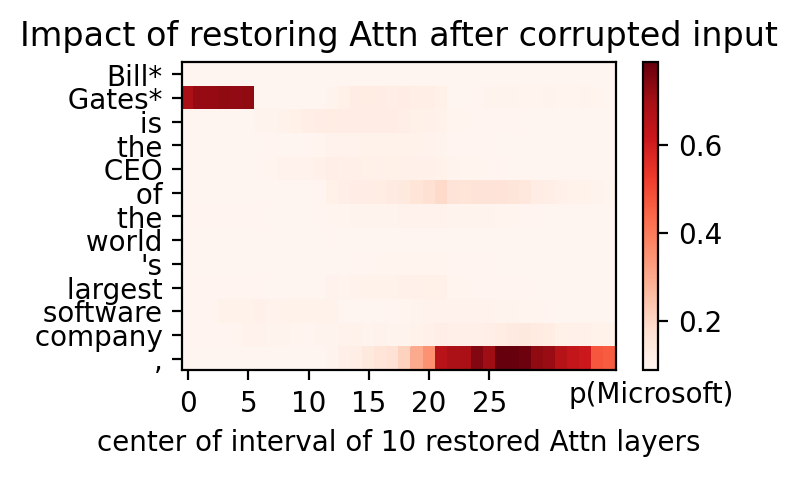 Impact of restoring Attn after corrupted input
Bill*
Gates*
is
the
CEO
of
the
world
's
largest
software
company
,
0 5 10 15 20 25
0.6
0.4
0.2
p(Microsoft)
center of interval of 10 restored Attn layers